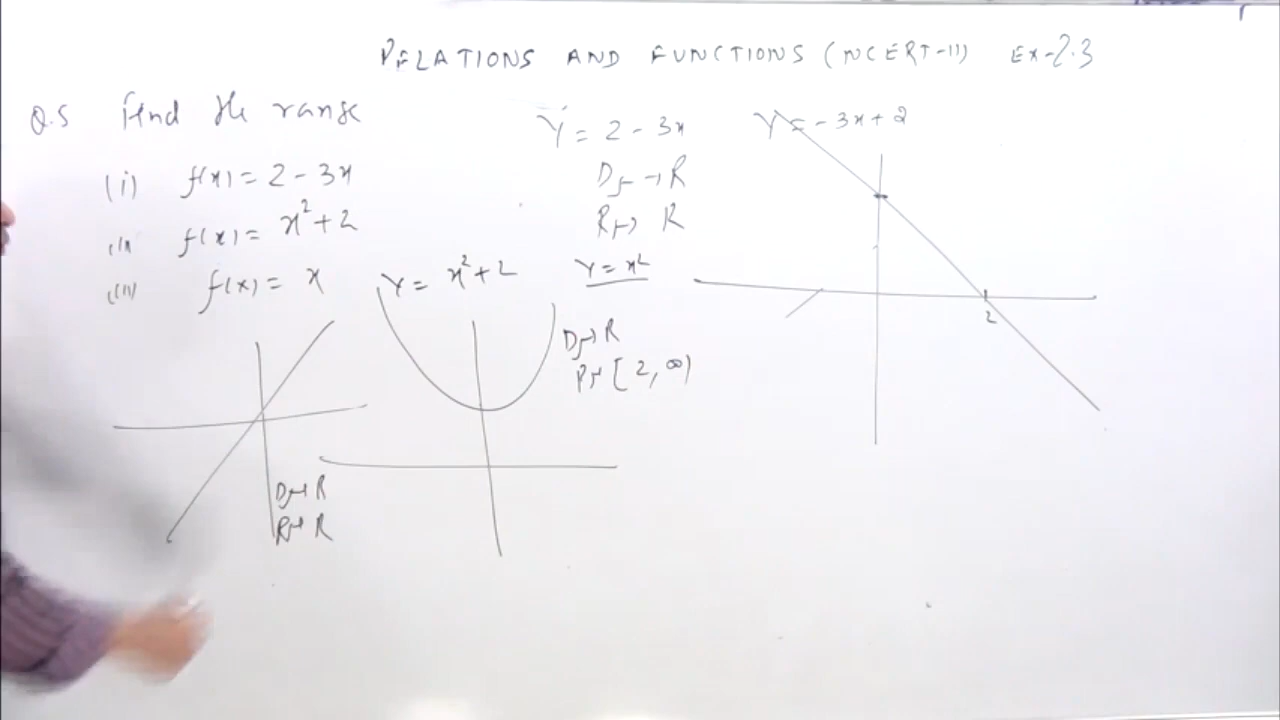 RELATIONS AND FUNCTIONS (NCERT-11) EX-2.3
Q.5 Find the range
(i) f(x) = 2 - 3x
(ii) f(x) = x² + 2
(iii) f(x) = x
Y = 2 - 3x
Df → R
Rf → R
Y = -3x + 2
2
Y = x² + 2
Y = x²
Df → R
Rf [2, ∞)
Df → R
Rf → R